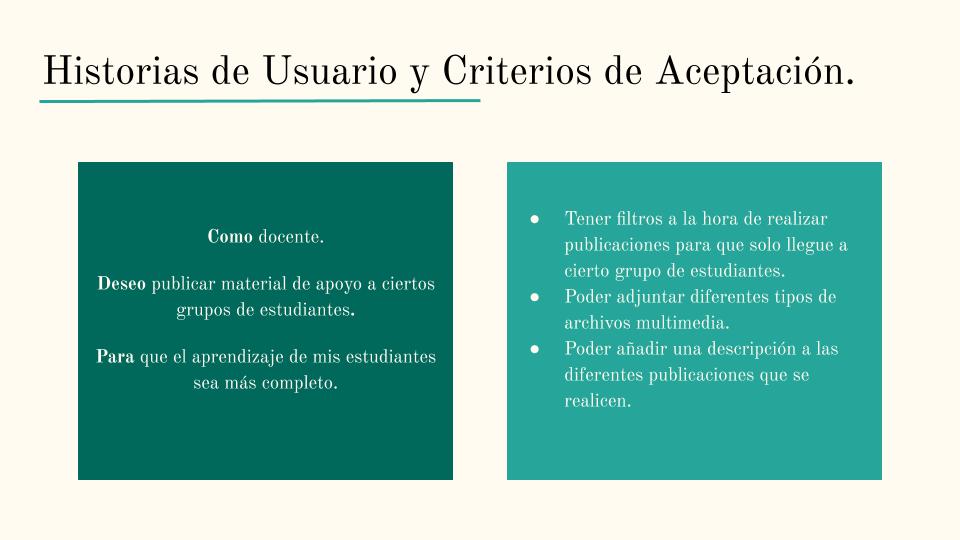 Historias de Usuario y Criterios de Aceptación.
Como docente.
Deseo publicar material de apoyo a ciertos
grupos de estudiantes.
Para que el aprendizaje de mis estudiantes
sea más completo.
● Tener filtros a la hora de realizar
publicaciones para que solo llegue a
cierto grupo de estudiantes.
● Poder adjuntar diferentes tipos de
archivos multimedia.
● Poder añadir una descripción a las
diferentes publicaciones que se
realicen.